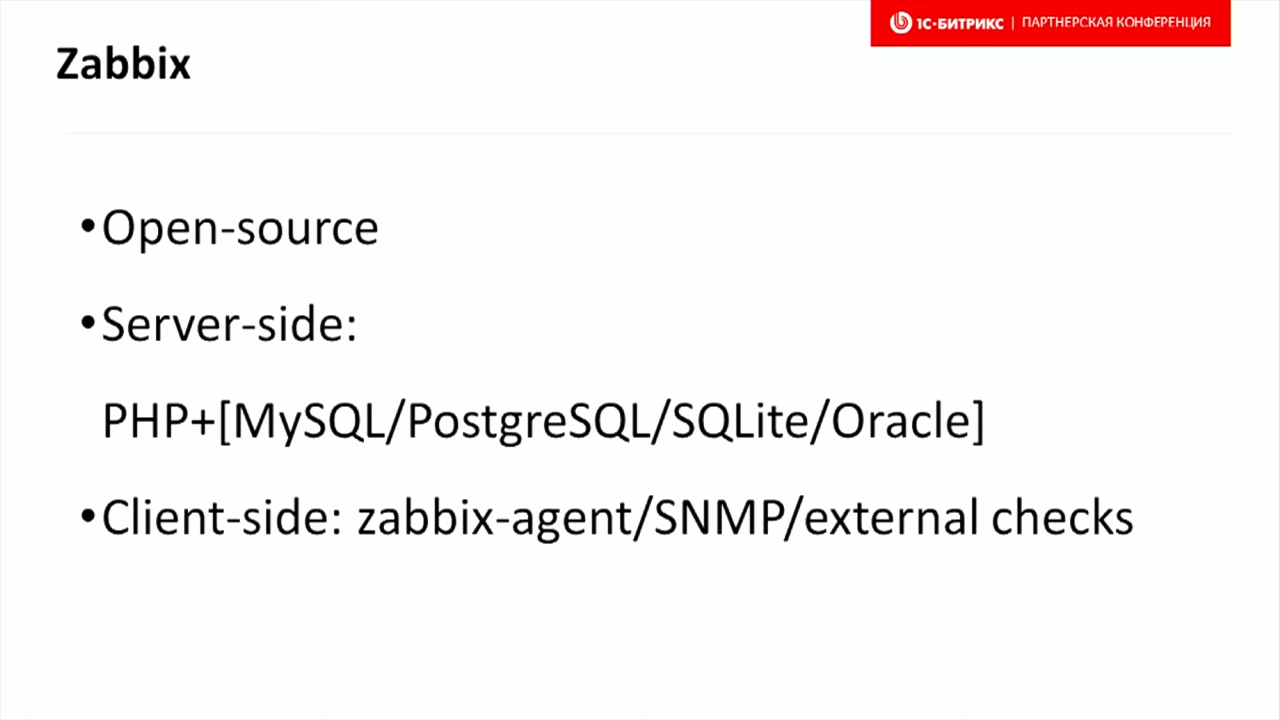 1С-БИТРИКС | ПАРТНЕРСКАЯ КОНФЕРЕНЦИЯ
Zabbix
•Open-source
•Server-side:
PHP+[MySQL/PostgreSQL/SQLite/Oracle]
•Client-side: zabbix-agent/SNMP/external checks